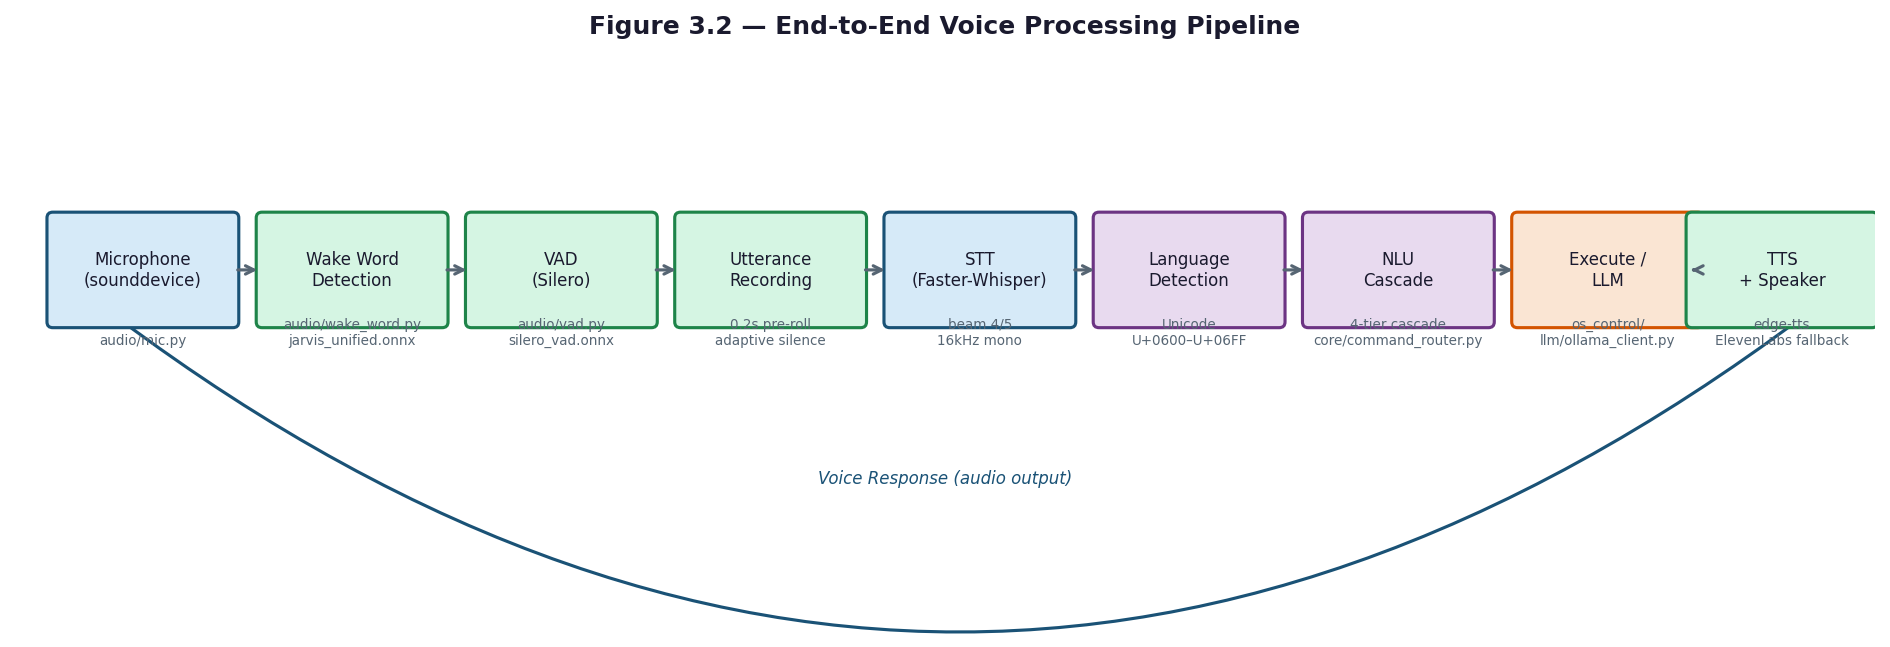 Figure 3.2 — End-to-End Voice Processing Pipeline
Microphone
(sounddevice)
audio/mic.py
Wake Word
Detection
audio/wake_word.py
jarvis_unified.onnx
VAD
(Silero)
audio/vad.py
silero_vad.onnx
Utterance
Recording
0.2s pre-roll
adaptive silence
STT
(Faster-Whisper)
beam 4/5
16kHz mono
Language
Detection
Unicode
U+0600–U+06FF
NLU
Cascade
4-tier cascade
core/command_router.py
Execute /
LLM
os_control/
llm/ollama_client.py
TTS
+ Speaker
edge-tts
ElevenLabs fallback
Voice Response (audio output)